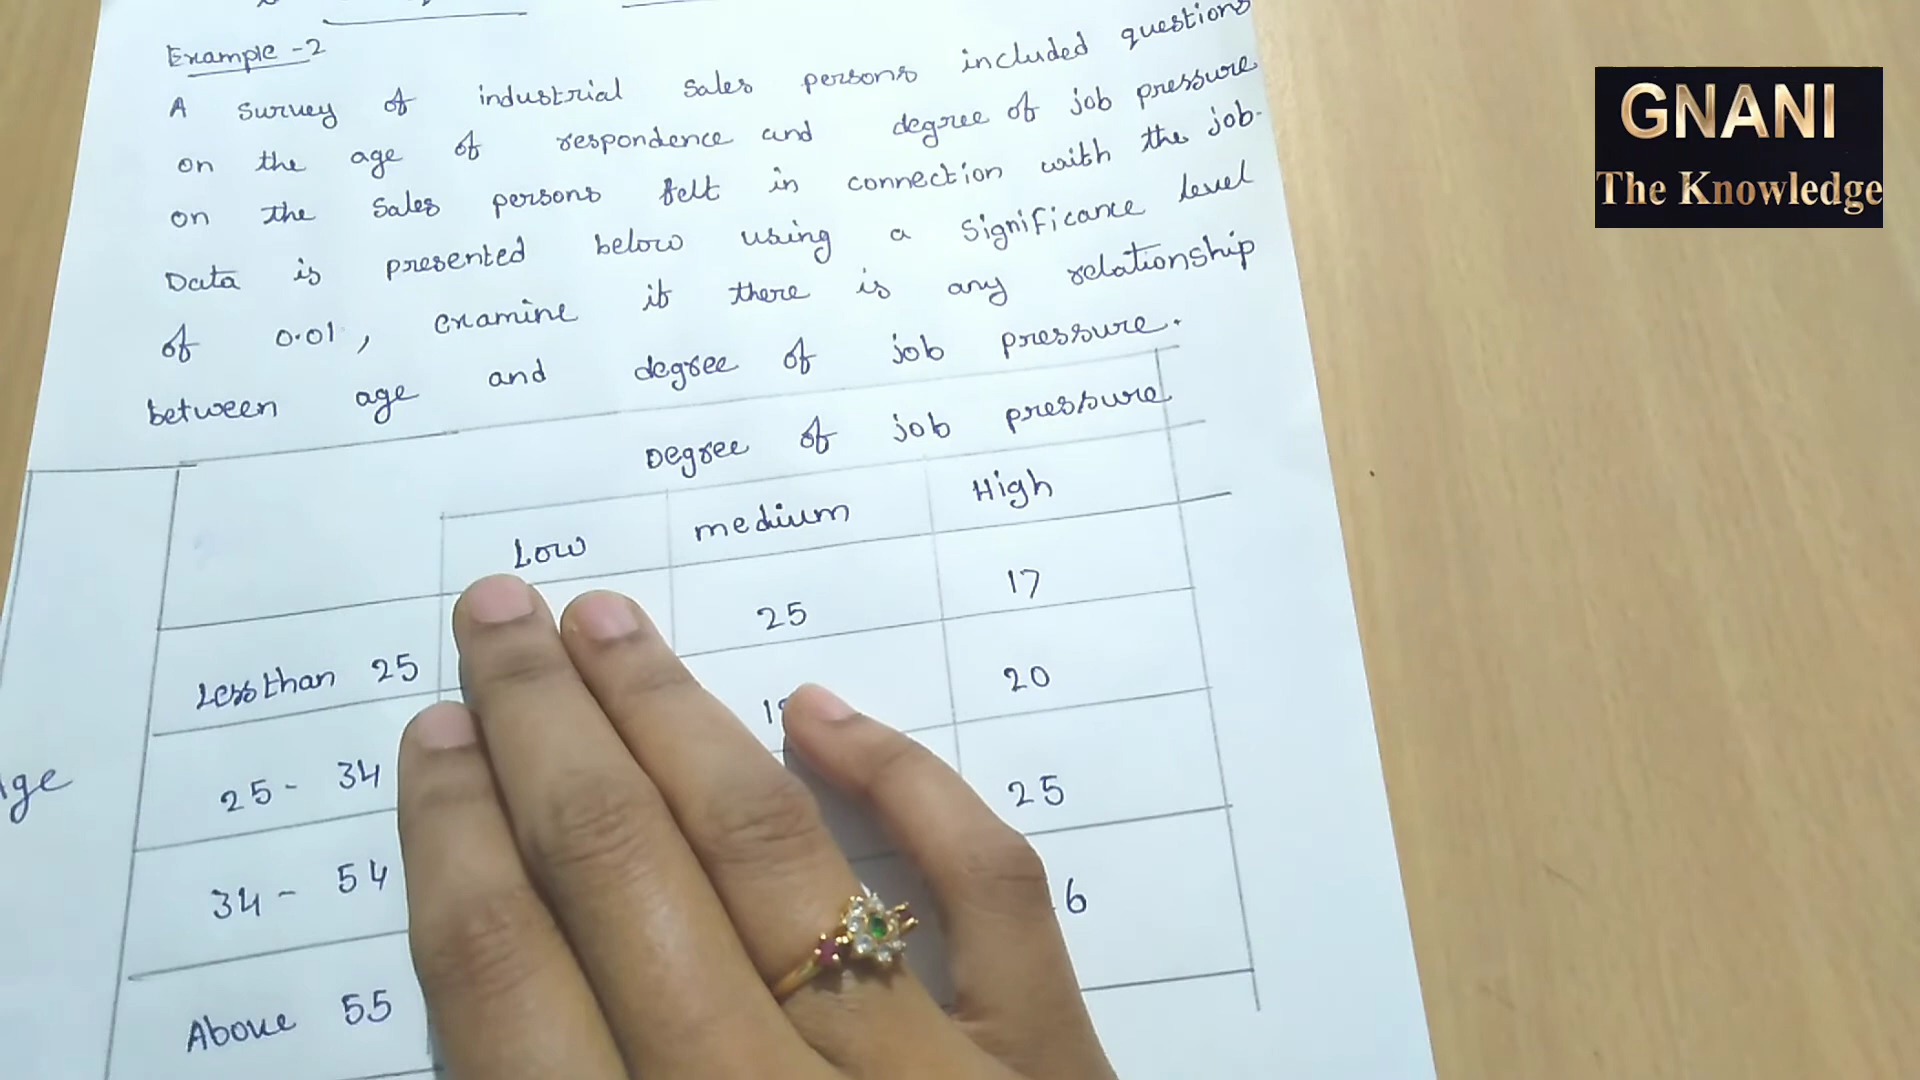 Example -2
A survey of industrial sales persons included questions
on the age of respondence and degree of job pressure
on the sales persons felt in connection with the job.
Data is presented below using a significance level
of 0.01, examine if there is any relationship
between age and degree of job pressure.
Degree of job pressure
Low medium High
Less than 25 25 17
25 - 34 20
34 - 54 25
Above 55 6
GNANI
The Knowledge